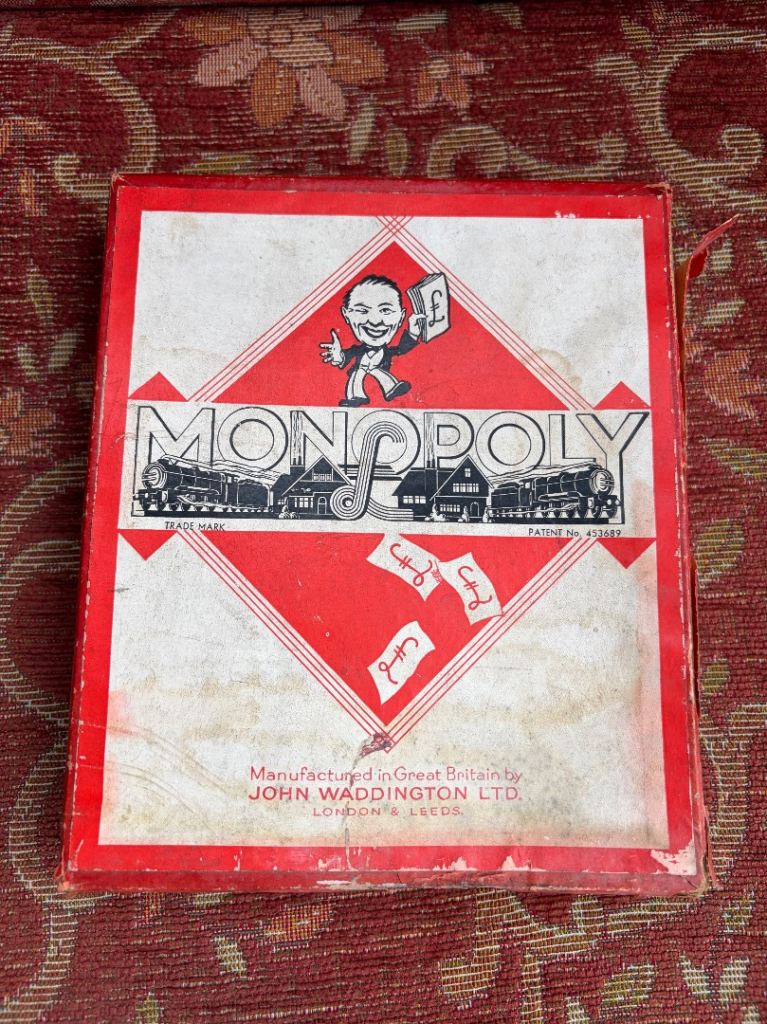 £
MONOPOLY
TRADE MARK
PATENT No. 453689
£
£
£
Manufactured in Great Britain by
JOHN WADDINGTON LTD.
LONDON & LEEDS.